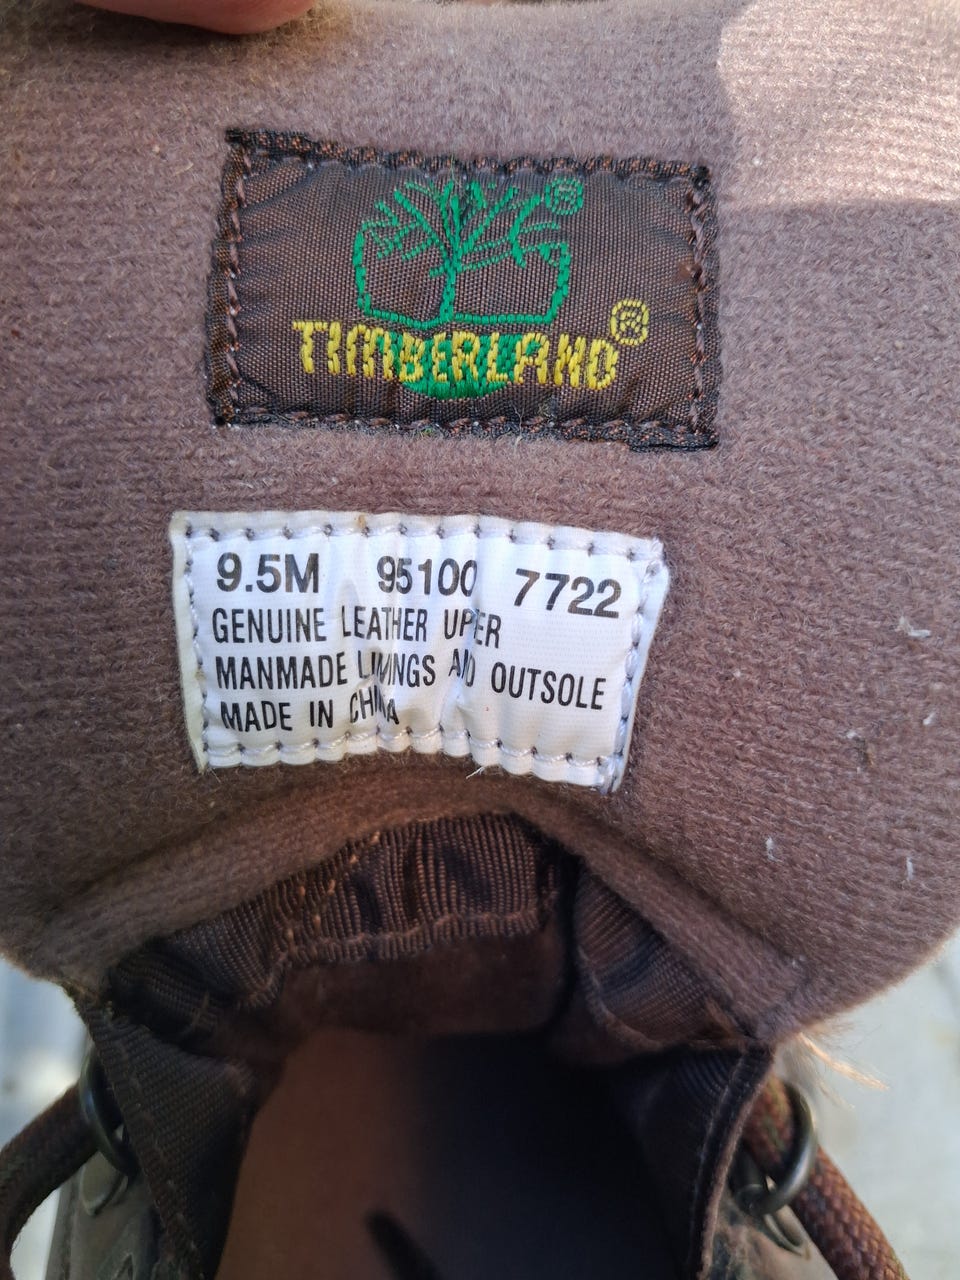 ®
TIMBERLAND®
9.5M 95100 7722
GENUINE LEATHER UPPER
MANMADE LININGS AND OUTSOLE
MADE IN CHINA